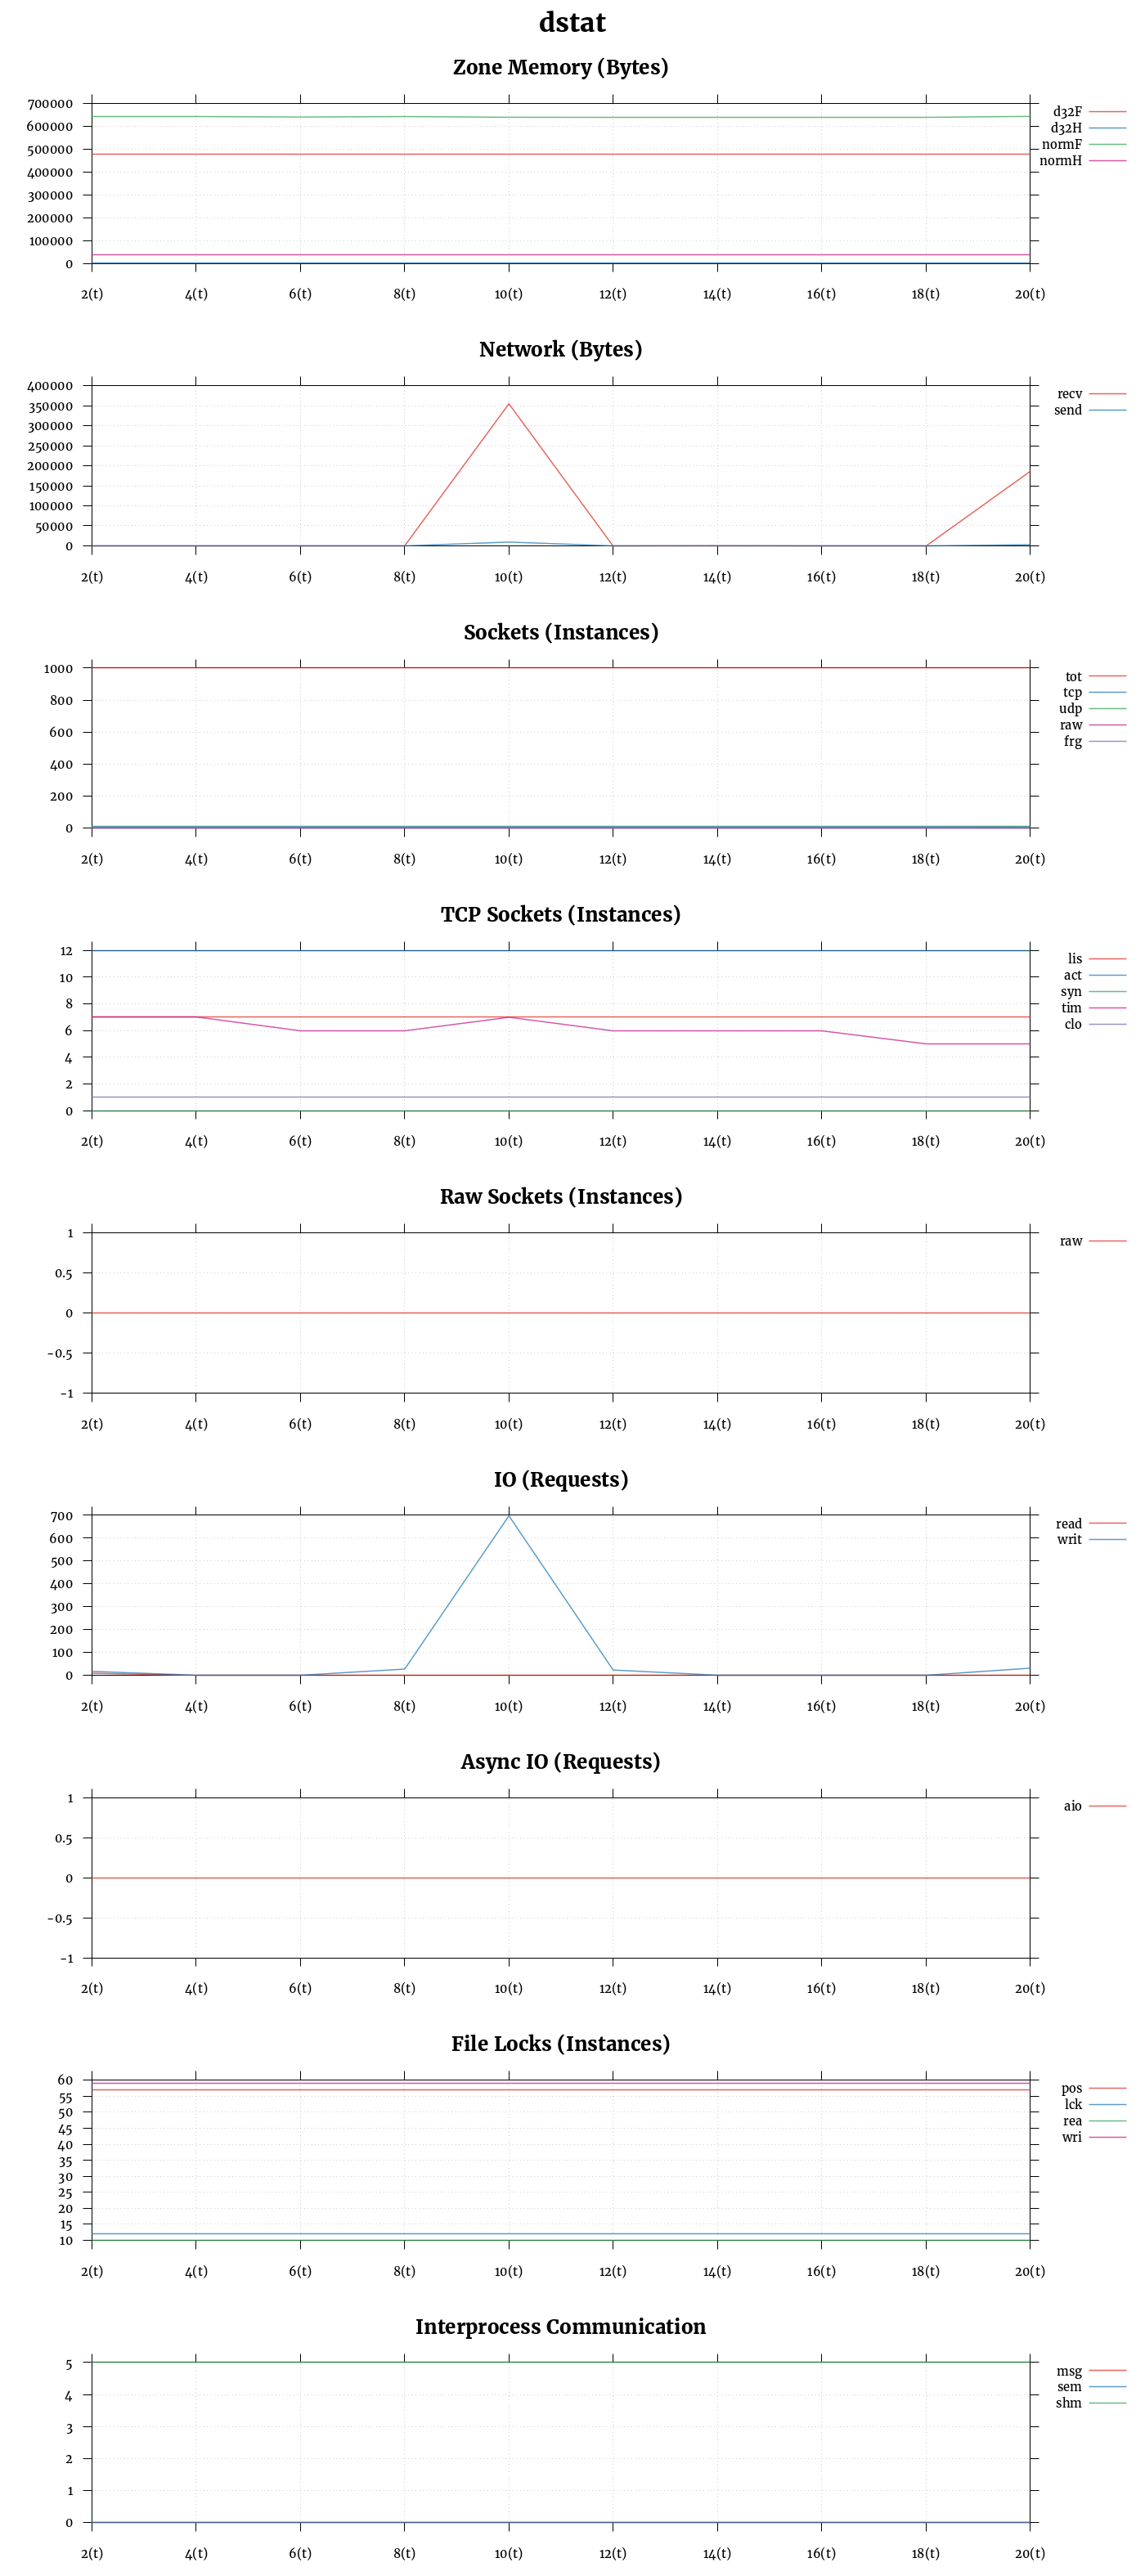 dstat
Zone Memory (Bytes)
700000
600000
500000
400000
300000
200000
100000
0
d32F
d32H
normF
normH
2(t) 4(t) 6(t) 8(t) 10(t) 12(t) 14(t) 16(t) 18(t) 20(t)
Network (Bytes)
400000
350000
300000
250000
200000
150000
100000
50000
0
recv
send
2(t) 4(t) 6(t) 8(t) 10(t) 12(t) 14(t) 16(t) 18(t) 20(t)
Sockets (Instances)
1000
800
600
400
200
0
tot
tcp
udp
raw
frg
2(t) 4(t) 6(t) 8(t) 10(t) 12(t) 14(t) 16(t) 18(t) 20(t)
TCP Sockets (Instances)
12
10
8
6
4
2
0
lis
act
syn
tim
clo
2(t) 4(t) 6(t) 8(t) 10(t) 12(t) 14(t) 16(t) 18(t) 20(t)
Raw Sockets (Instances)
1
0.5
0
-0.5
-1
raw
2(t) 4(t) 6(t) 8(t) 10(t) 12(t) 14(t) 16(t) 18(t) 20(t)
IO (Requests)
700
600
500
400
300
200
100
0
read
writ
2(t) 4(t) 6(t) 8(t) 10(t) 12(t) 14(t) 16(t) 18(t) 20(t)
Async IO (Requests)
1
0.5
0
-0.5
-1
aio
2(t) 4(t) 6(t) 8(t) 10(t) 12(t) 14(t) 16(t) 18(t) 20(t)
File Locks (Instances)
60
55
50
45
40
35
30
25
20
15
10
pos
lck
rea
wri
2(t) 4(t) 6(t) 8(t) 10(t) 12(t) 14(t) 16(t) 18(t) 20(t)
Interprocess Communication
5
4
3
2
1
0
msg
sem
shm
2(t) 4(t) 6(t) 8(t) 10(t) 12(t) 14(t) 16(t) 18(t) 20(t)